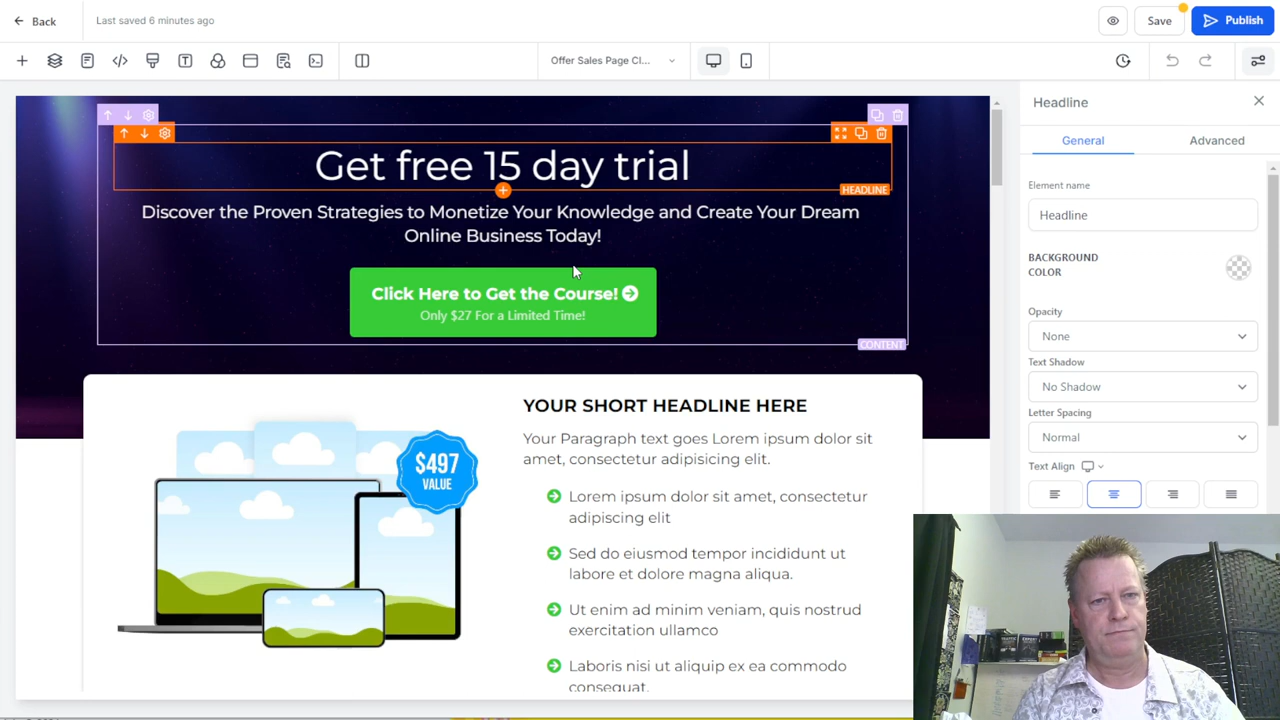 Back
Last saved 6 minutes ago
Save
Publish
Offer Sales Page Cl...
Headline
General
Advanced
Element name
Headline
BACKGROUND
COLOR
Opacity
None
Text Shadow
No Shadow
Letter Spacing
Normal
Text Align
Get free 15 day trial
HEADLINE
Discover the Proven Strategies to Monetize Your Knowledge and Create Your Dream
Online Business Today!
Click Here to Get the Course!
Only $27 For a Limited Time!
CONTENT
$497
VALUE
YOUR SHORT HEADLINE HERE
Your Paragraph text goes Lorem ipsum dolor sit
amet, consectetur adipisicing elit.
Lorem ipsum dolor sit amet, consectetur
adipiscing elit
Sed do eiusmod tempor incididunt ut
labore et dolore magna aliqua.
Ut enim ad minim veniam, quis nostrud
exercitation ullamco
Laboris nisi ut aliquip ex ea commodo
consequat.